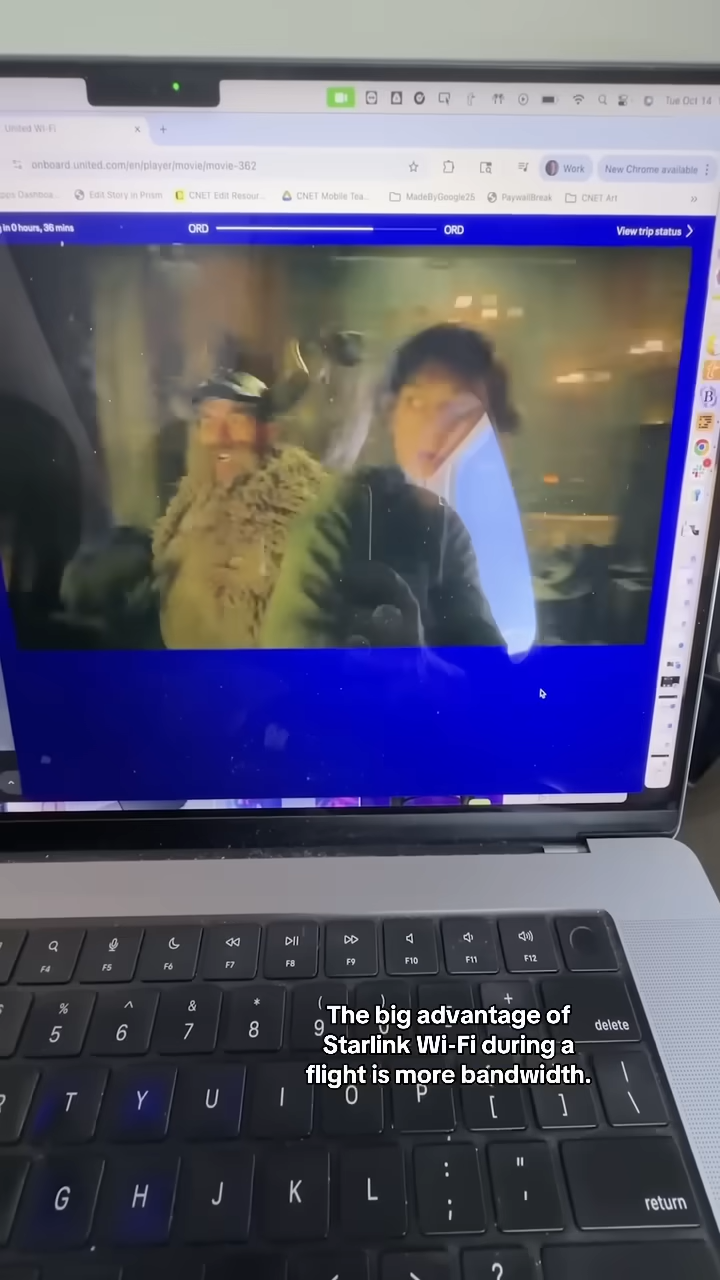 Tue Oct 14
United Wi-Fi
onboard.united.com/en/player/movie/movie-362
Work
New Chrome available
Edit Story in Prism
CNET Edit Resour...
CNET Mobile Tea...
MadeByGoogle25
PaywallBreak
CNET Art
in 0 hours, 36 mins
ORD
ORD
View trip status
F4
F5
F6
F7
F8
F9
F10
F11
F12
% ^ & * ( ) +
5 6 7 8 9
delete
The big advantage of
Starlink Wi-Fi during a
flight is more bandwidth.
T Y U I O P [ ] \
G H J K L : ; " '
return
?